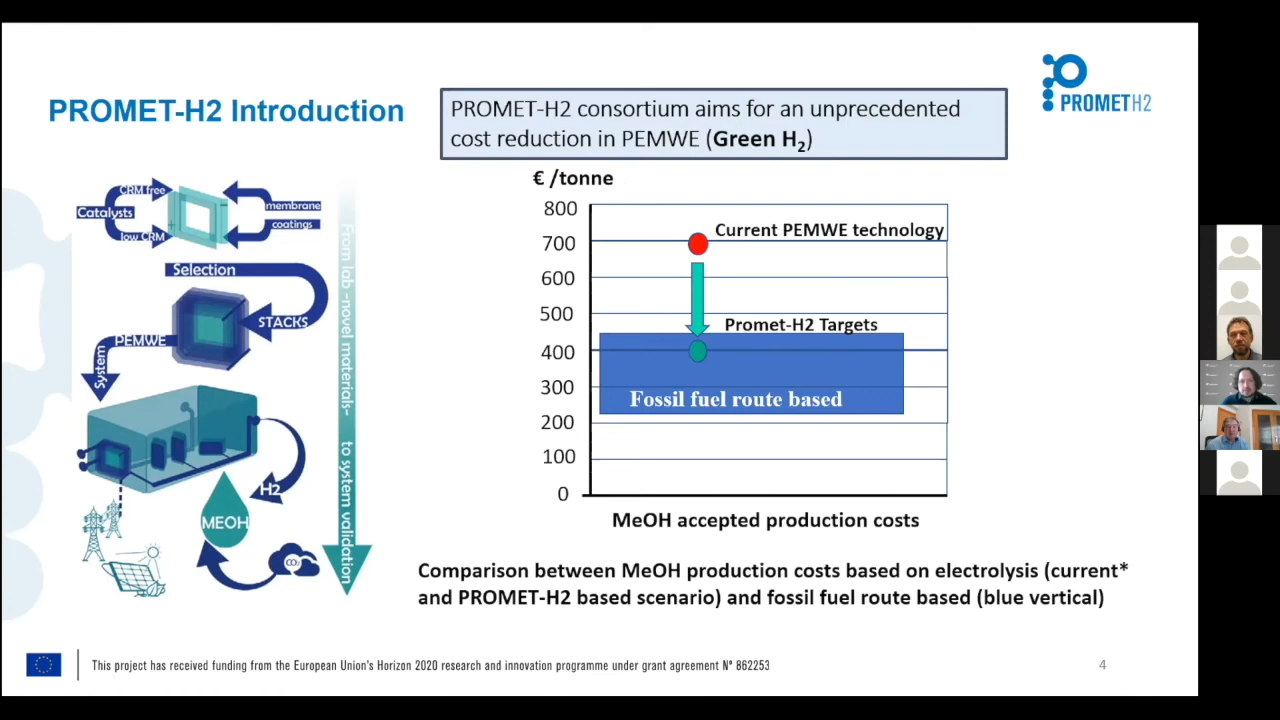 PROMET-H2 Introduction
PROMET-H2 consortium aims for an unprecedented
cost reduction in PEMWE (Green H₂)
PROMETH2
CRM free
Catalysts
low CRM
membrane
coatings
Selection
STACKS
PEMWE
System
H2
MEOH
CO₂
From lab -novel materials- to system validation
€ /tonne
800
700
600
500
400
300
200
100
0
Current PEMWE technology
Promet-H2 Targets
Fossil fuel route based
MeOH accepted production costs
Comparison between MeOH production costs based on electrolysis (current*
and PROMET-H2 based scenario) and fossil fuel route based (blue vertical)
This project has received funding from the European Union's Horizon 2020 research and innovation programme under grant agreement Nº 862253
4